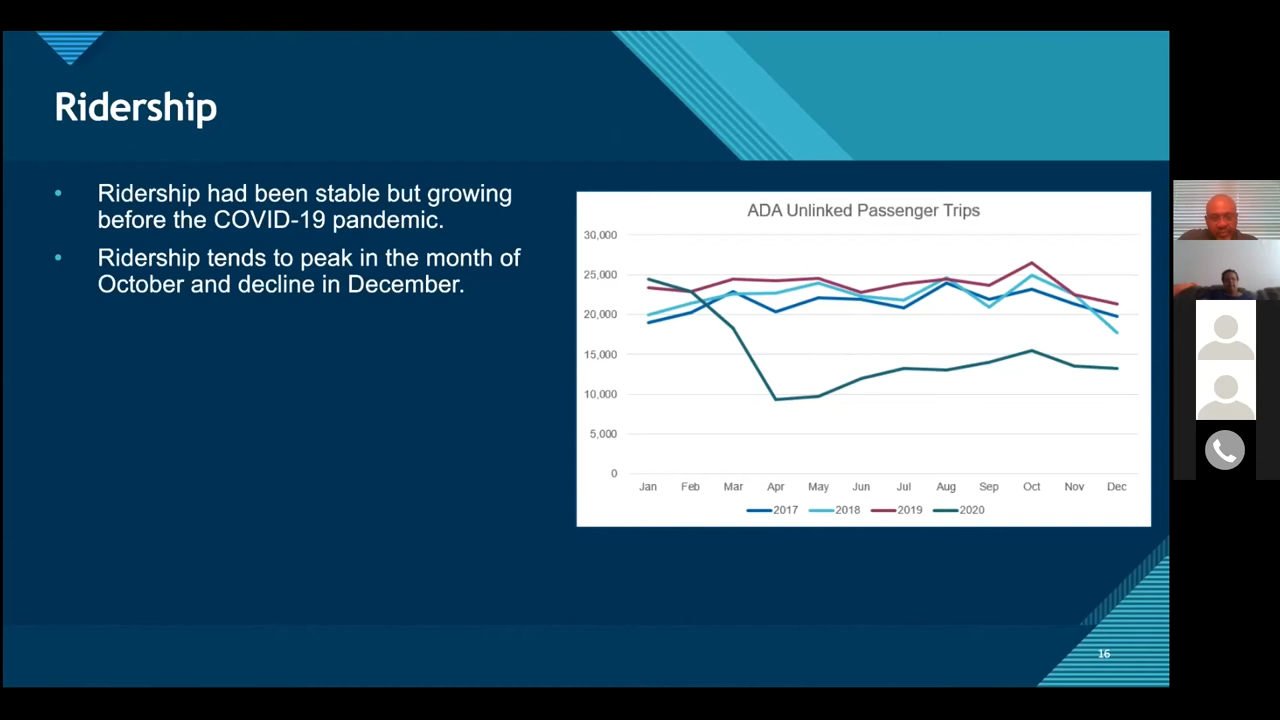 Ridership
• Ridership had been stable but growing
before the COVID-19 pandemic.
• Ridership tends to peak in the month of
October and decline in December.
ADA Unlinked Passenger Trips
30,000
25,000
20,000
15,000
10,000
5,000
0
Jan Feb Mar Apr May Jun Jul Aug Sep Oct Nov Dec
2017 2018 2019 2020
16